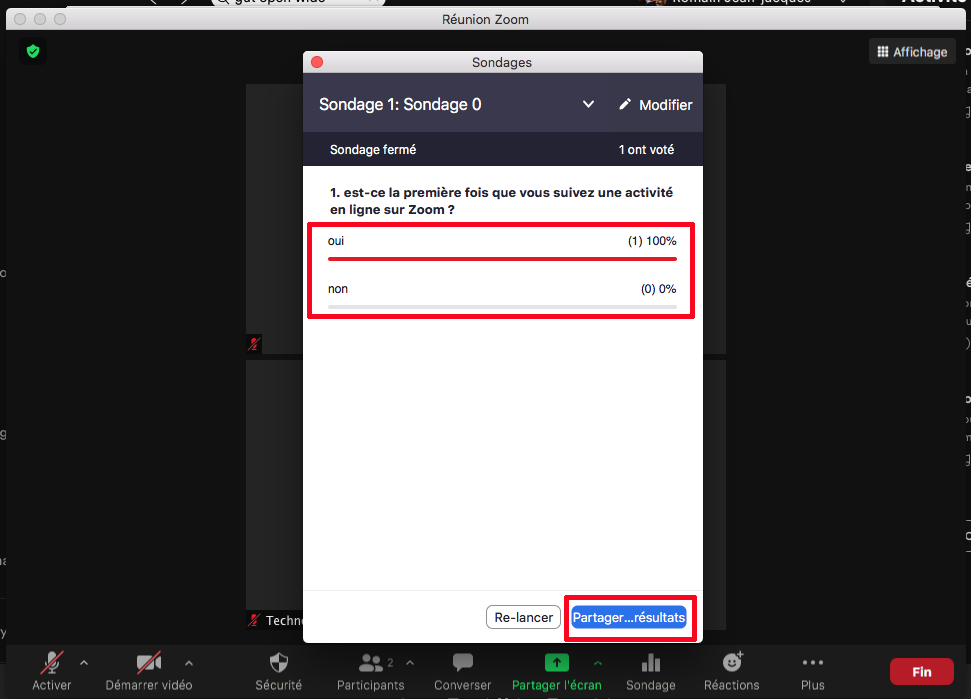 Réunion Zoom
Affichage
Sondages
Sondage 1: Sondage 0
Modifier
Sondage fermé
1 ont voté
1. est-ce la première fois que vous suivez une activité
en ligne sur Zoom ?
oui
(1) 100%
non
(0) 0%
Techn
Re-lancer
Partager...résultats
Activer
Démarrer vidéo
Sécurité
2
Participants
Converser
Partager l'écran
Sondage
Réactions
Plus
Fin